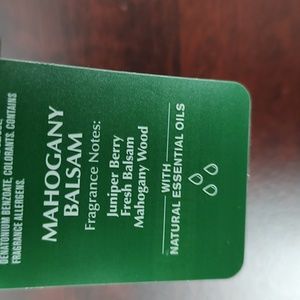 DENATONIUM BENZOATE, COLORANTS. CONTAINS
FRAGRANCE ALLERGENS.
MAHOGANY
BALSAM
Fragrance Notes:
Juniper Berry
Fresh Balsam
Mahogany Wood
WITH
NATURAL ESSENTIAL OILS